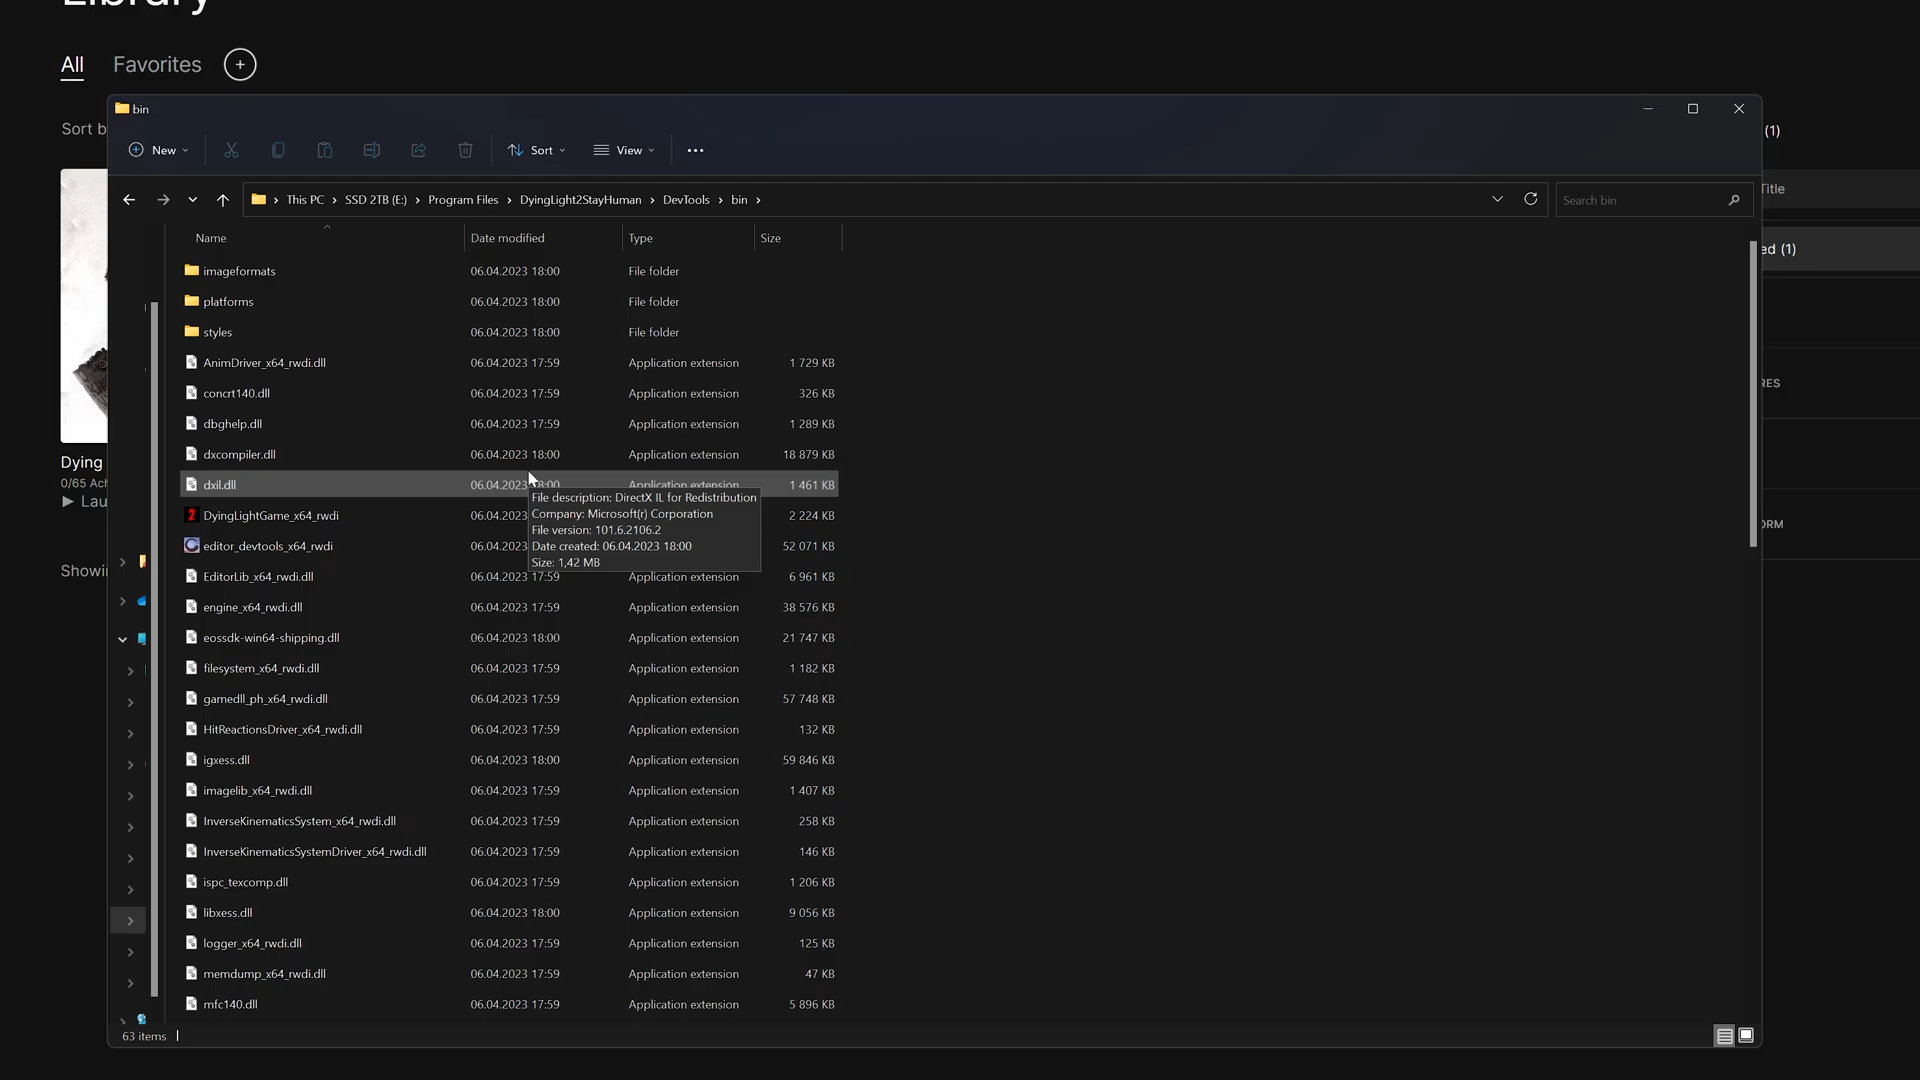 Library
All Favorites +
Sort b
(1)
bin
New Sort View
This PC > SSD 2TB (E:) > Program Files > DyingLight2StayHuman > DevTools > bin >
Search bin
Title
Name Date modified Type Size
ed (1)
imageformats 06.04.2023 18:00 File folder
platforms 06.04.2023 18:00 File folder
styles 06.04.2023 18:00 File folder
AnimDriver_x64_rwdi.dll 06.04.2023 17:59 Application extension 1 729 KB
RES
concrt140.dll 06.04.2023 17:59 Application extension 326 KB
dbghelp.dll 06.04.2023 17:59 Application extension 1 289 KB
dxcompiler.dll 06.04.2023 18:00 Application extension 18 879 KB
Dying
0/65 Ach
dxil.dll 06.04.2023 18:00 Application extension 1 461 KB
Lau
File description: DirectX IL for Redistribution
Company: Microsoft(r) Corporation
File version: 101.6.2106.2
Date created: 06.04.2023 18:00
Size: 1,42 MB
DyingLightGame_x64_rwdi 06.04.2023 2 224 KB
ORM
editor_devtools_x64_rwdi 06.04.2023 52 071 KB
Showi
EditorLib_x64_rwdi.dll 06.04.2023 17:59 Application extension 6 961 KB
engine_x64_rwdi.dll 06.04.2023 17:59 Application extension 38 576 KB
eossdk-win64-shipping.dll 06.04.2023 18:00 Application extension 21 747 KB
filesystem_x64_rwdi.dll 06.04.2023 17:59 Application extension 1 182 KB
gamedll_ph_x64_rwdi.dll 06.04.2023 17:59 Application extension 57 748 KB
HitReactionsDriver_x64_rwdi.dll 06.04.2023 17:59 Application extension 132 KB
igxess.dll 06.04.2023 18:00 Application extension 59 846 KB
imagelib_x64_rwdi.dll 06.04.2023 17:59 Application extension 1 407 KB
InverseKinematicsSystem_x64_rwdi.dll 06.04.2023 17:59 Application extension 258 KB
InverseKinematicsSystemDriver_x64_rwdi.dll 06.04.2023 17:59 Application extension 146 KB
ispc_texcomp.dll 06.04.2023 17:59 Application extension 1 206 KB
libxess.dll 06.04.2023 18:00 Application extension 9 056 KB
logger_x64_rwdi.dll 06.04.2023 17:59 Application extension 125 KB
memdump_x64_rwdi.dll 06.04.2023 17:59 Application extension 47 KB
mfc140.dll 06.04.2023 17:59 Application extension 5 896 KB
63 items